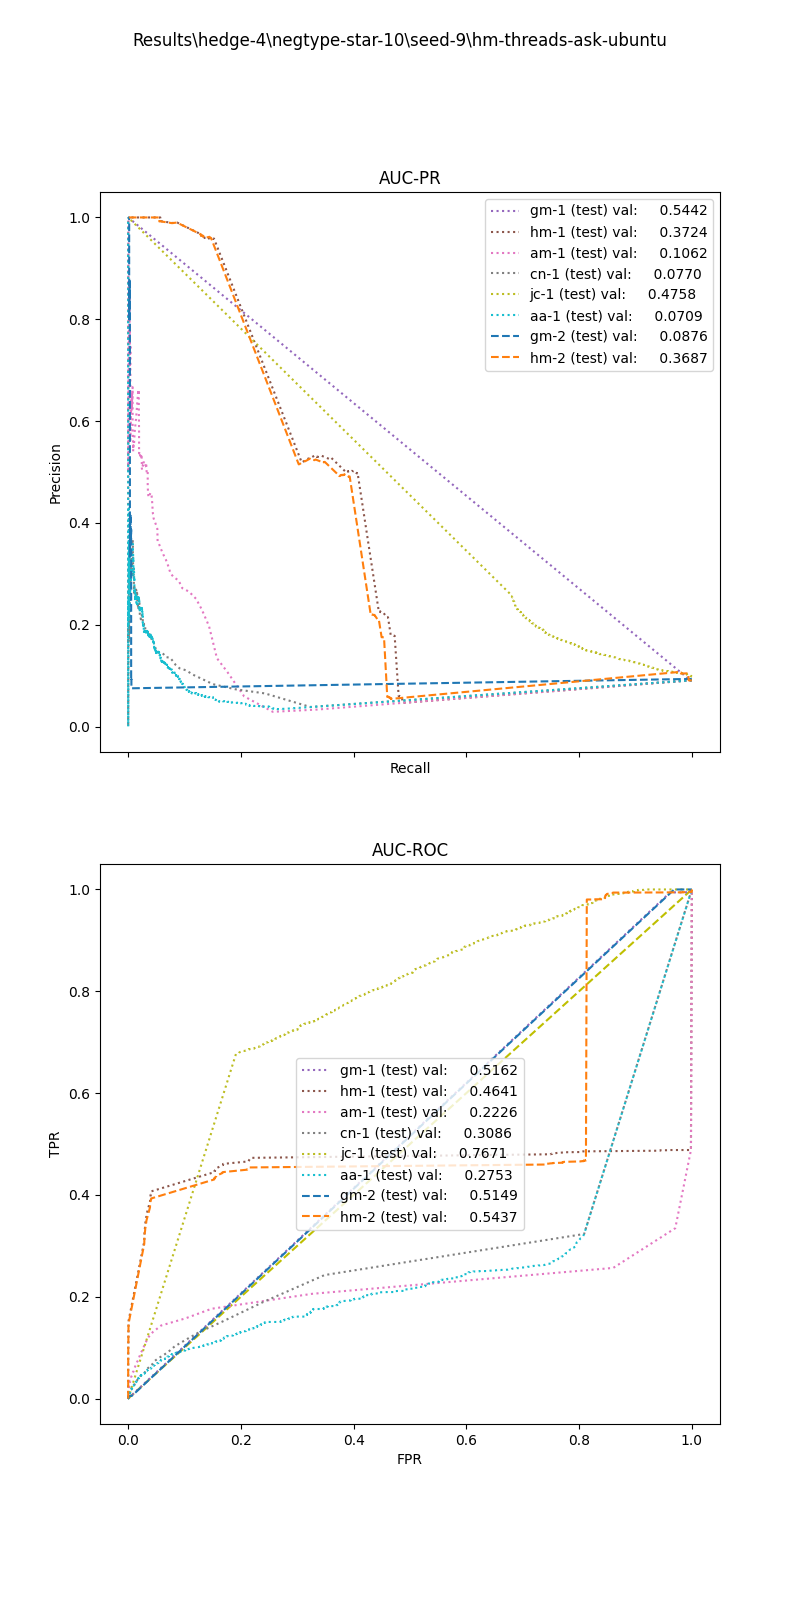 Results\hedge-4\negtype-star-10\seed-9\hm-threads-ask-ubuntu
AUC-PR
1.0
0.8
0.6
0.4
0.2
0.0
Precision
gm-1 (test) val: 0.5442
hm-1 (test) val: 0.3724
am-1 (test) val: 0.1062
cn-1 (test) val: 0.0770
jc-1 (test) val: 0.4758
aa-1 (test) val: 0.0709
gm-2 (test) val: 0.0876
hm-2 (test) val: 0.3687
Recall
AUC-ROC
1.0
0.8
0.6
0.4
0.2
0.0
TPR
gm-1 (test) val: 0.5162
hm-1 (test) val: 0.4641
am-1 (test) val: 0.2226
cn-1 (test) val: 0.3086
jc-1 (test) val: 0.7671
aa-1 (test) val: 0.2753
gm-2 (test) val: 0.5149
hm-2 (test) val: 0.5437
0.0 0.2 0.4 0.6 0.8 1.0
FPR